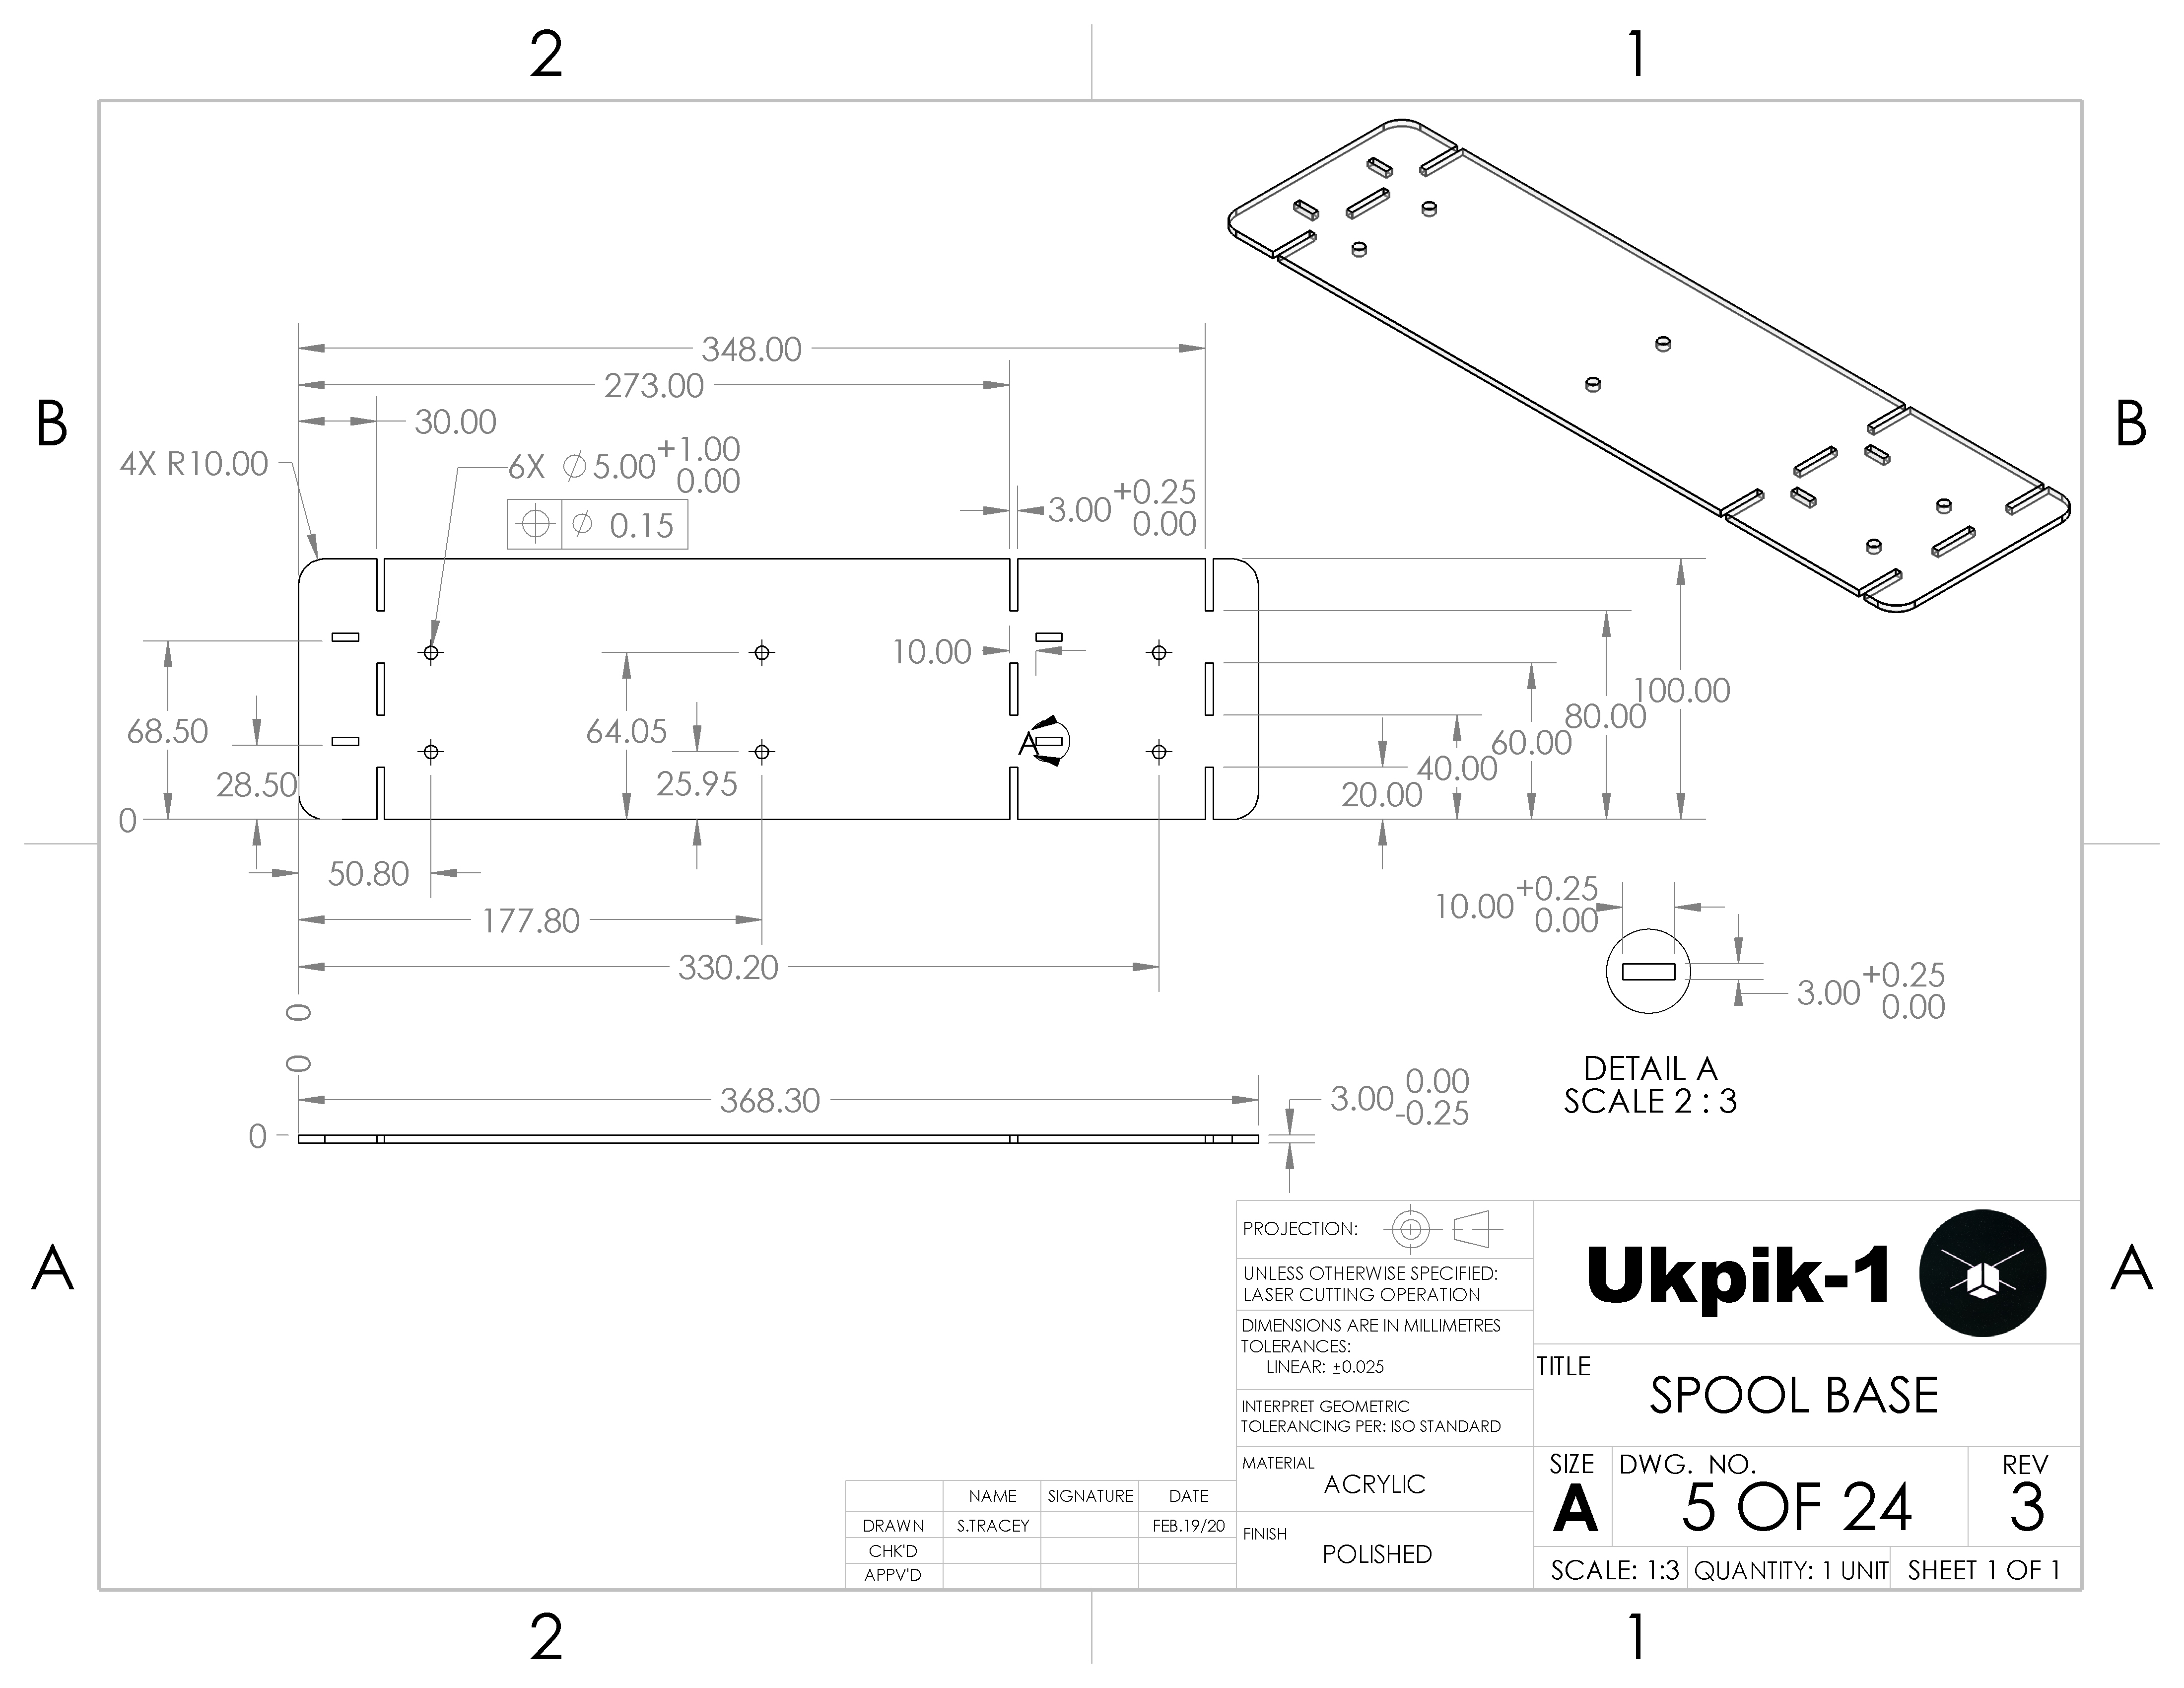 2 1
348.00
273.00
30.00
4X R10.00
6X ⌀5.00 +1.00 0.00
⌖ ⌀ 0.15
3.00 +0.25 0.00
B B
10.00
68.50
28.50
0
64.05
25.95
A
100.00
80.00
60.00
40.00
20.00
50.80
177.80
330.20
0
0
10.00 +0.25 0.00
3.00 +0.25 0.00
DETAIL A
SCALE 2 : 3
368.30
3.00 0.00 -0.25
0
A A
PROJECTION:
UNLESS OTHERWISE SPECIFIED:
LASER CUTTING OPERATION
DIMENSIONS ARE IN MILLIMETRES
TOLERANCES:
LINEAR: ±0.025
INTERPRET GEOMETRIC
TOLERANCING PER: ISO STANDARD
MATERIAL
ACRYLIC
FINISH
POLISHED
Ukpik-1
TITLE
SPOOL BASE
SIZE DWG. NO. REV
A 5 OF 24 3
SCALE: 1:3 QUANTITY: 1 UNIT SHEET 1 OF 1
NAME SIGNATURE DATE
DRAWN S.TRACEY FEB.19/20
CHK'D
APPV'D
2 1